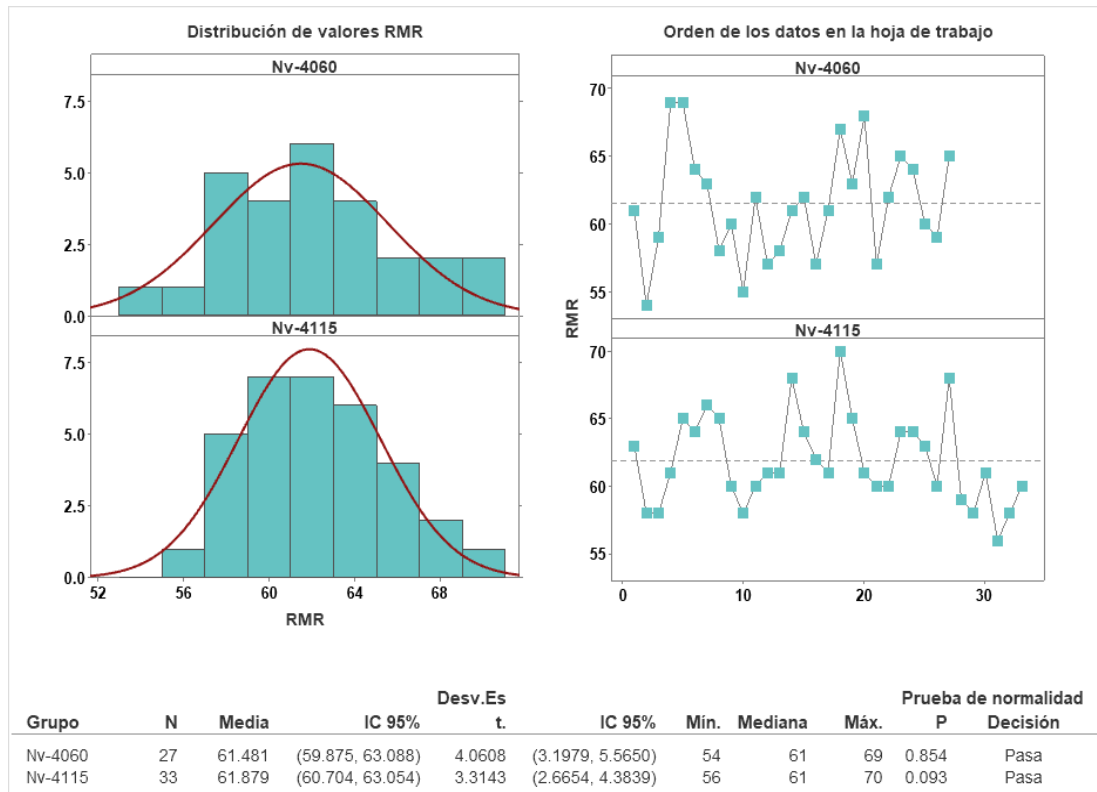 Distribución de valores RMR
Nv-4060
7.5
5.0
2.5
0.0
Nv-4115
7.5
5.0
2.5
0.0
52 56 60 64 68
RMR
Orden de los datos en la hoja de trabajo
Nv-4060
70
65
60
55
RMR
Nv-4115
70
65
60
55
0 10 20 30
Desv.Es Prueba de normalidad
Grupo N Media IC 95% t. IC 95% Mín. Mediana Máx. P Decisión
Nv-4060 27 61.481 (59.875, 63.088) 4.0608 (3.1979, 5.5650) 54 61 69 0.854 Pasa
Nv-4115 33 61.879 (60.704, 63.054) 3.3143 (2.6654, 4.3839) 56 61 70 0.093 Pasa